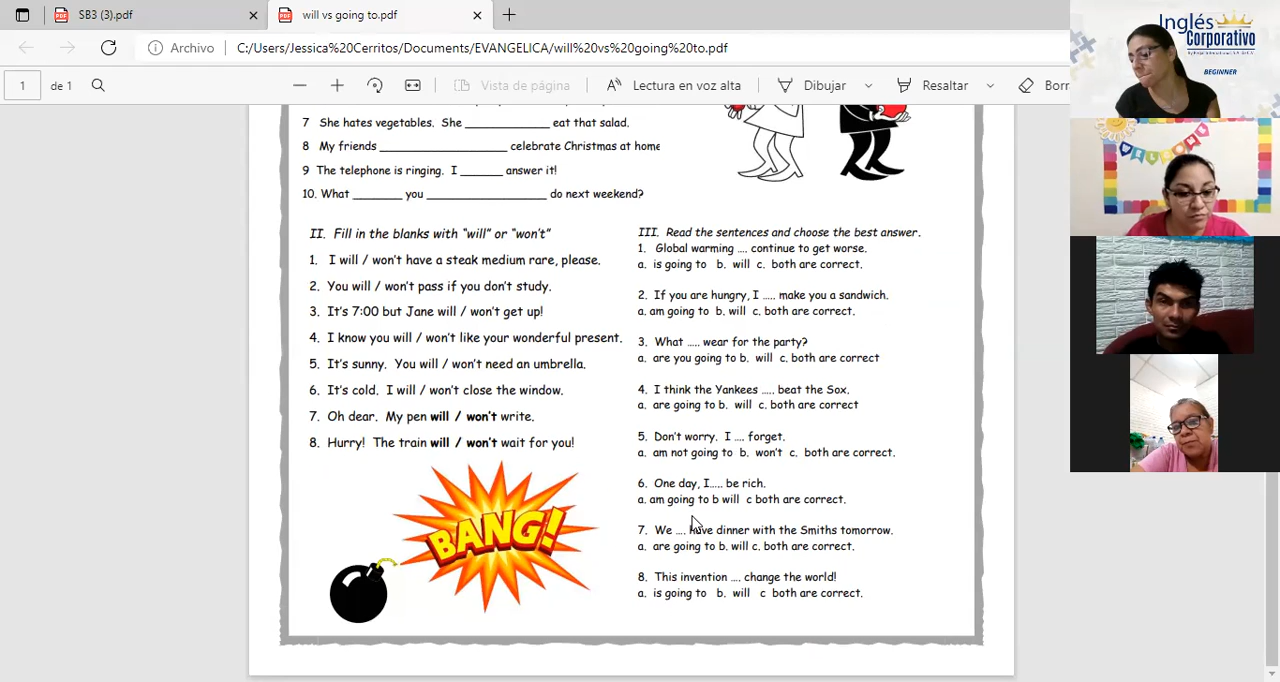 SB3 (3).pdf
will vs going to.pdf
Archivo
C:/Users/Jessica%20Cerritos/Documents/EVANGELICA/will%20vs%20going%20to.pdf
1
de 1
Vista de página
Lectura en voz alta
Dibujar
Resaltar
Borr
7 She hates vegetables. She ____________ eat that salad.
8 My friends __________________ celebrate Christmas at home
9 The telephone is ringing. I ______ answer it!
10. What _______ you _________________ do next weekend?
II. Fill in the blanks with “will” or “won’t”
1. I will / won’t have a steak medium rare, please.
2. You will / won’t pass if you don’t study.
3. It’s 7:00 but Jane will / won’t get up!
4. I know you will / won’t like your wonderful present.
5. It’s sunny. You will / won’t need an umbrella.
6. It’s cold. I will / won’t close the window.
7. Oh dear. My pen will / won’t write.
8. Hurry! The train will / won’t wait for you!
BANG!
III. Read the sentences and choose the best answer.
1. Global warming .... continue to get worse.
a. is going to b. will c. both are correct.
2. If you are hungry, I ..... make you a sandwich.
a. am going to b. will c. both are correct.
3. What ..... wear for the party?
a. are you going to b. will c. both are correct
4. I think the Yankees ..... beat the Sox.
a. are going to b. will c. both are correct
5. Don’t worry. I .... forget.
a. am not going to b. won’t c. both are correct.
6. One day, I..... be rich.
a. am going to b will c both are correct.
7. We .... have dinner with the Smiths tomorrow.
a. are going to b. will c. both are correct.
8. This invention .... change the world!
a. is going to b. will c both are correct.
Inglés
Corporativo
BEGINNER